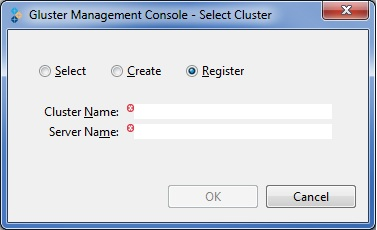 Gluster Management Console - Select Cluster
Select Create Register
Cluster Name:
Server Name:
OK Cancel